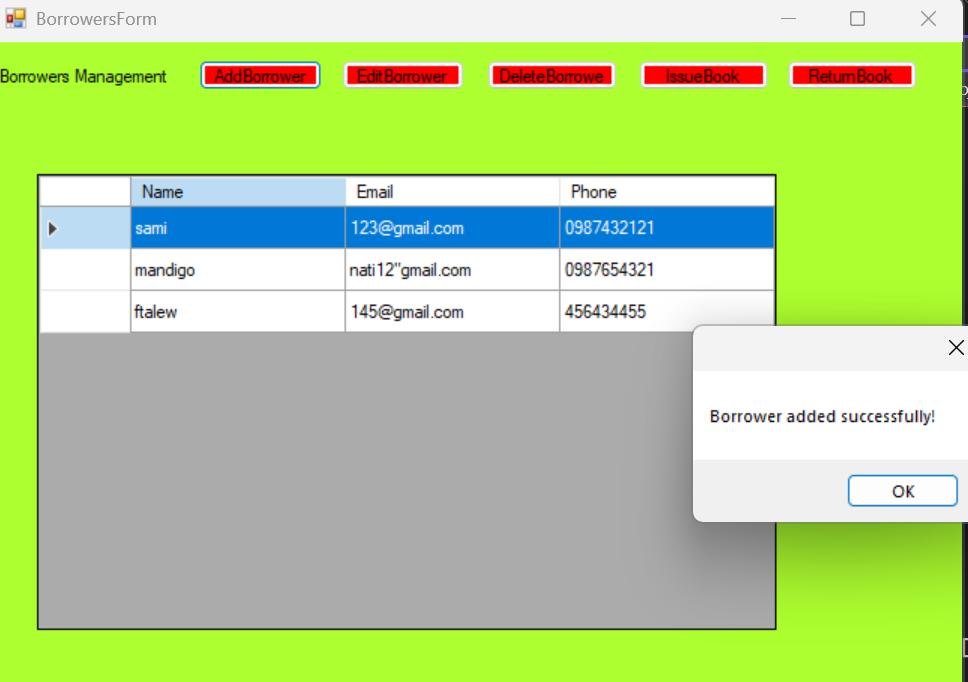 BorrowersForm
Borrowers Management AddBorrower EditBorrower DeleteBorrowe IssueBook ReturnBook
Name Email Phone
sami 123@gmail.com 0987432121
mandigo nati12"gmail.com 0987654321
ftalew 145@gmail.com 456434455
Borrower added successfully!
OK